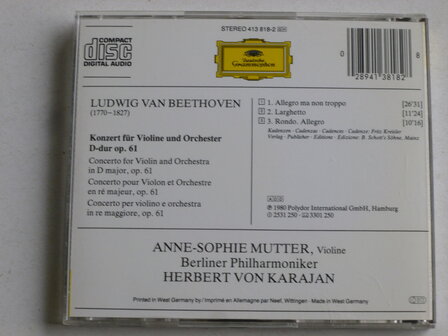 COMPACT
disc
DIGITAL AUDIO
STEREO 413 818-2
Deutsche
Grammophon
0
28941 38182
8
LUDWIG VAN BEETHOVEN
(1770–1827)
Konzert für Violine und Orchester
D-dur op. 61
Concerto for Violin and Orchestra
in D major, op. 61
Concerto pour Violon et Orchestre
en ré majeur, op. 61
Concerto per violino e orchestra
in re maggiore, op. 61
1. Allegro ma non troppo [26'31]
2. Larghetto [11'24]
3. Rondo. Allegro [10'16]
Kadenzen · Cadenzas · Cadences · Cadenze: Fritz Kreisler
Verlag · Publisher · Editions · Edizione: B. Schott's Söhne, Mainz
ADD
℗ 1980 Polydor International GmbH, Hamburg
2531 250 · 3301 250
ANNE-SOPHIE MUTTER, Violine
Berliner Philharmoniker
HERBERT VON KARAJAN
Printed in West Germany by / Imprimé en Allemagne par Neef, Wittingen · Made in West Germany